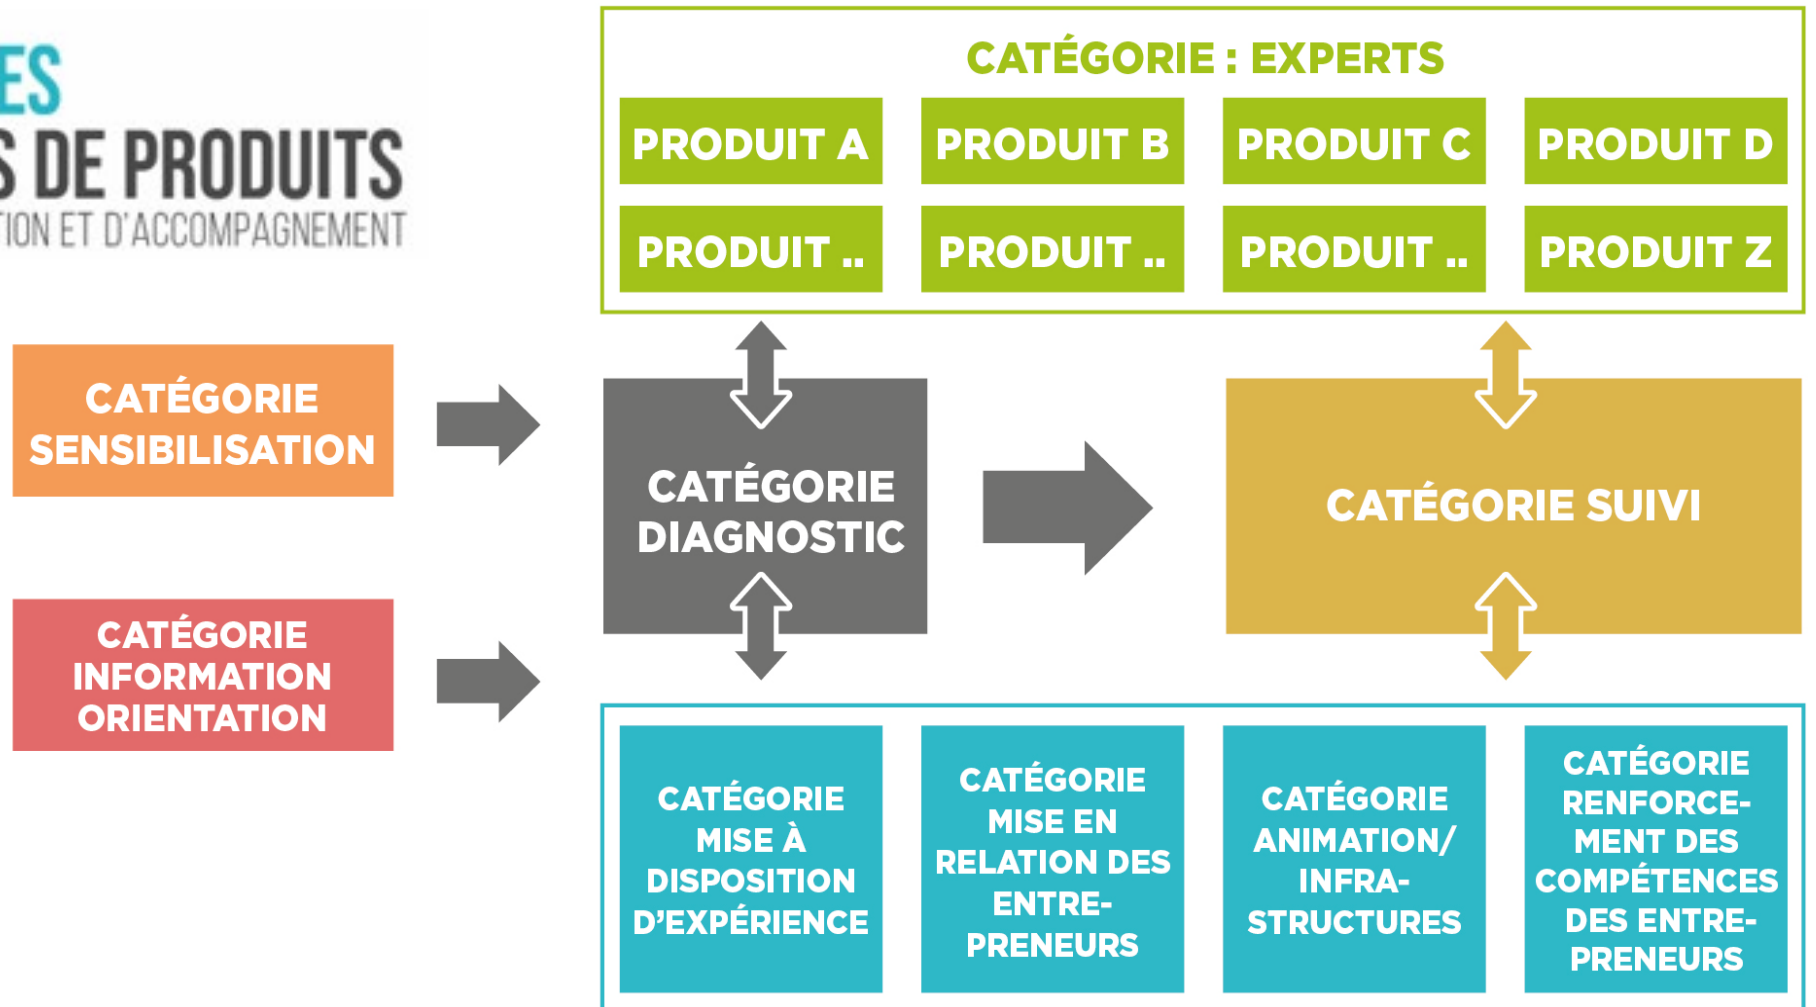 ES
S DE PRODUITS
TION ET D'ACCOMPAGNEMENT
CATÉGORIE : EXPERTS
PRODUIT A
PRODUIT B
PRODUIT C
PRODUIT D
PRODUIT ..
PRODUIT ..
PRODUIT ..
PRODUIT Z
CATÉGORIE
SENSIBILISATION
CATÉGORIE
INFORMATION
ORIENTATION
CATÉGORIE
DIAGNOSTIC
CATÉGORIE SUIVI
CATÉGORIE
MISE À
DISPOSITION
D’EXPÉRIENCE
CATÉGORIE
MISE EN
RELATION DES
ENTRE-
PRENEURS
CATÉGORIE
ANIMATION/
INFRA-
STRUCTURES
CATÉGORIE
RENFORCE-
MENT DES
COMPÉTENCES
DES ENTRE-
PRENEURS